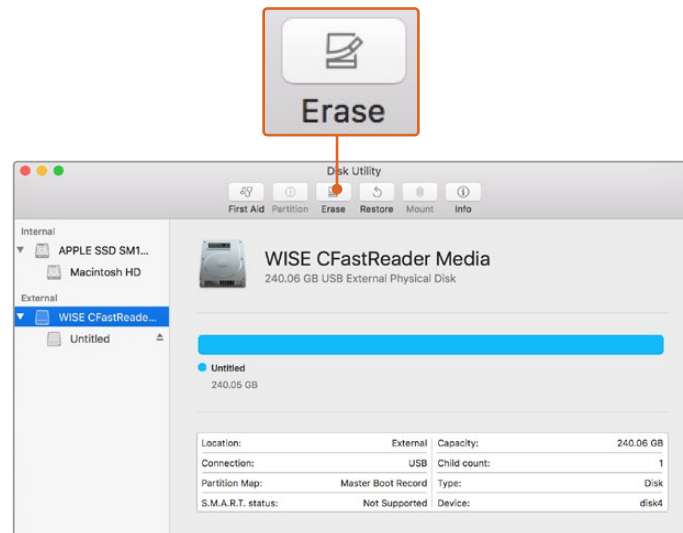 Erase
Disk Utility
First Aid Partition Erase Restore Mount Info
Internal
APPLE SSD SM1...
Macintosh HD
External
WISE CFastReade...
Untitled
WISE CFastReader Media
240.06 GB USB External Physical Disk
Untitled
240.05 GB
Location: External Capacity: 240.06 GB
Connection: USB Child count: 1
Partition Map: Master Boot Record Type: Disk
S.M.A.R.T. status: Not Supported Device: disk4